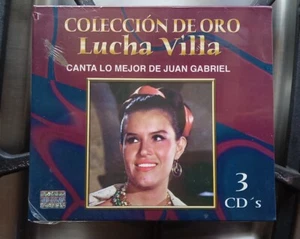 COLECCIÓN DE ORO
Lucha Villa
CANTA LO MEJOR DE JUAN GABRIEL
3
CD´s